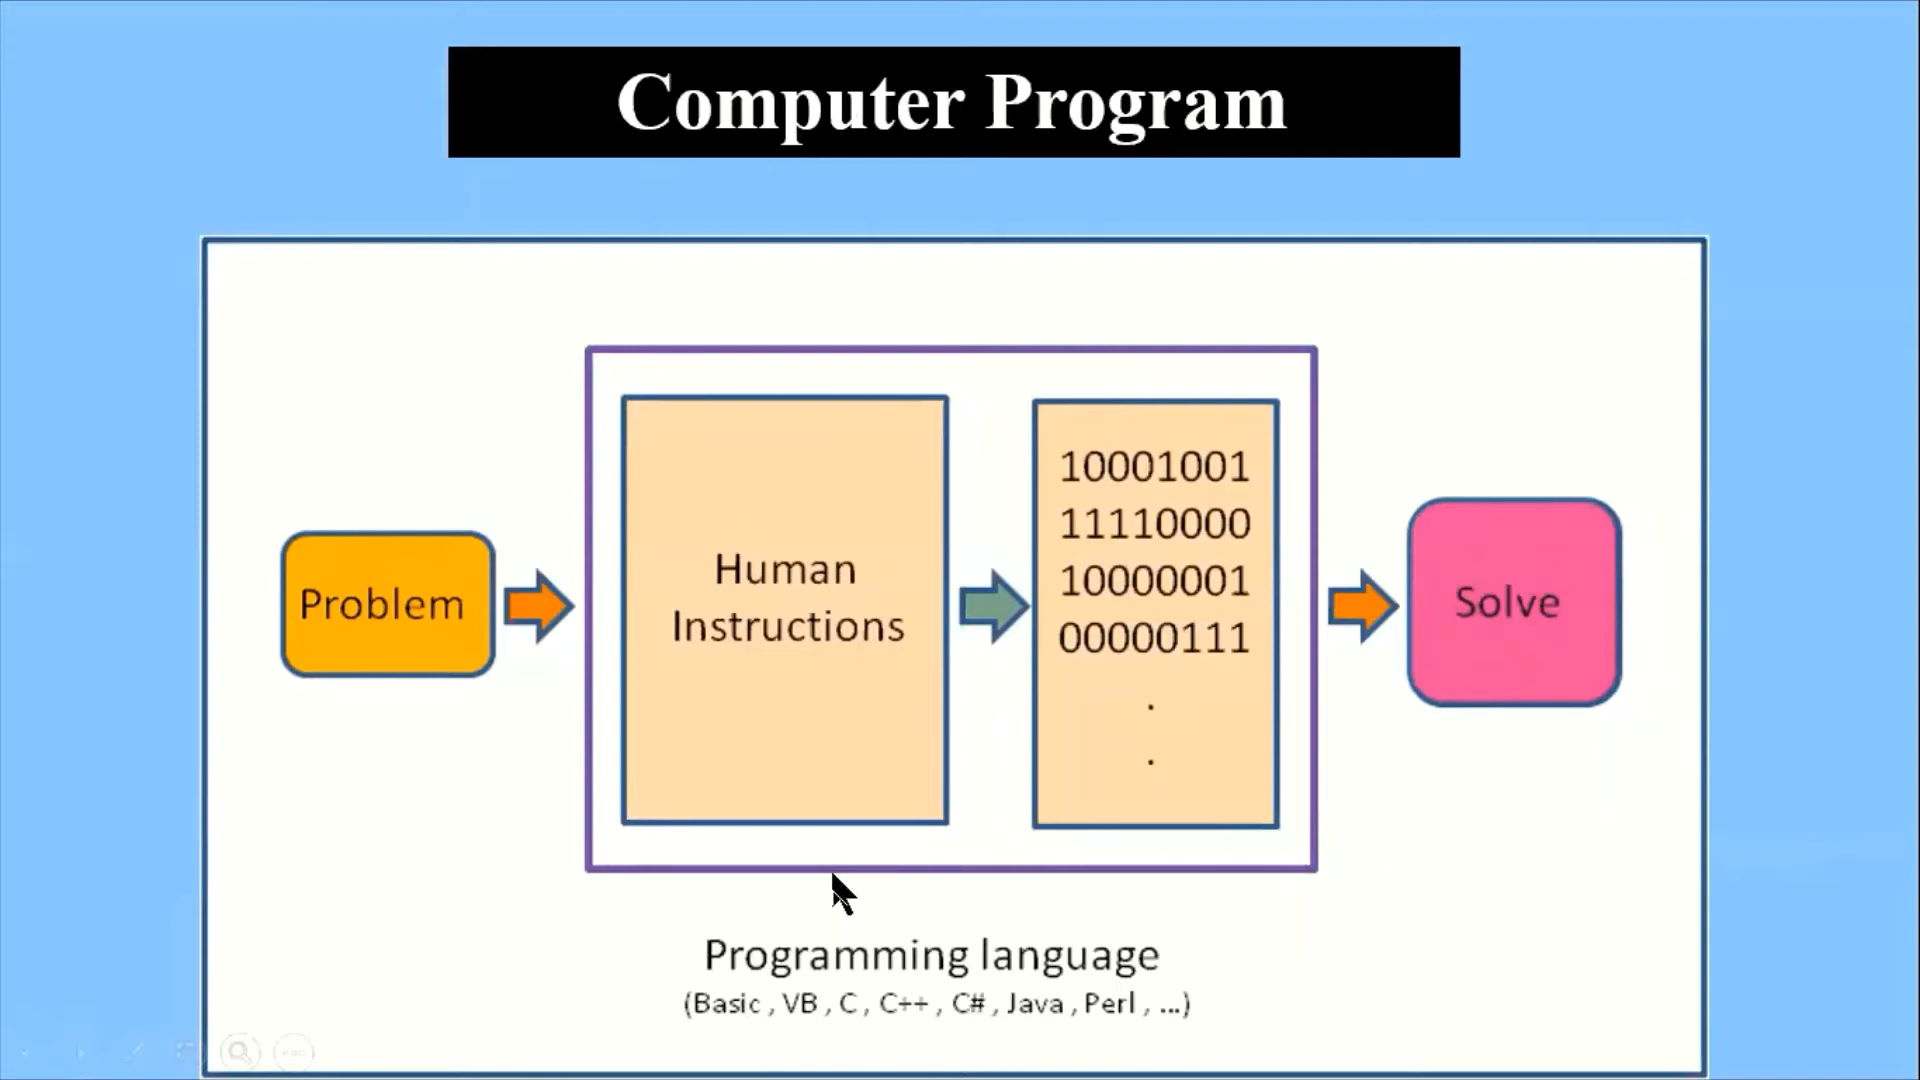 Computer Program
Problem
Human
Instructions
10001001
11110000
10000001
00000111
.
.
Solve
Programming language
(Basic , VB , C , C++ , C# , Java , Perl , ...)